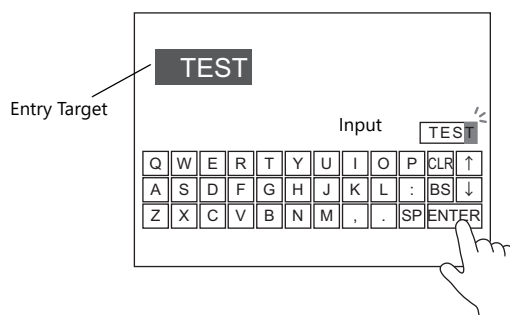 TEST
Entry Target
Input
TEST
Q W E R T Y U I O P CLR ↑
A S D F G H J K L : BS ↓
Z X C V B N M , . SP ENTER